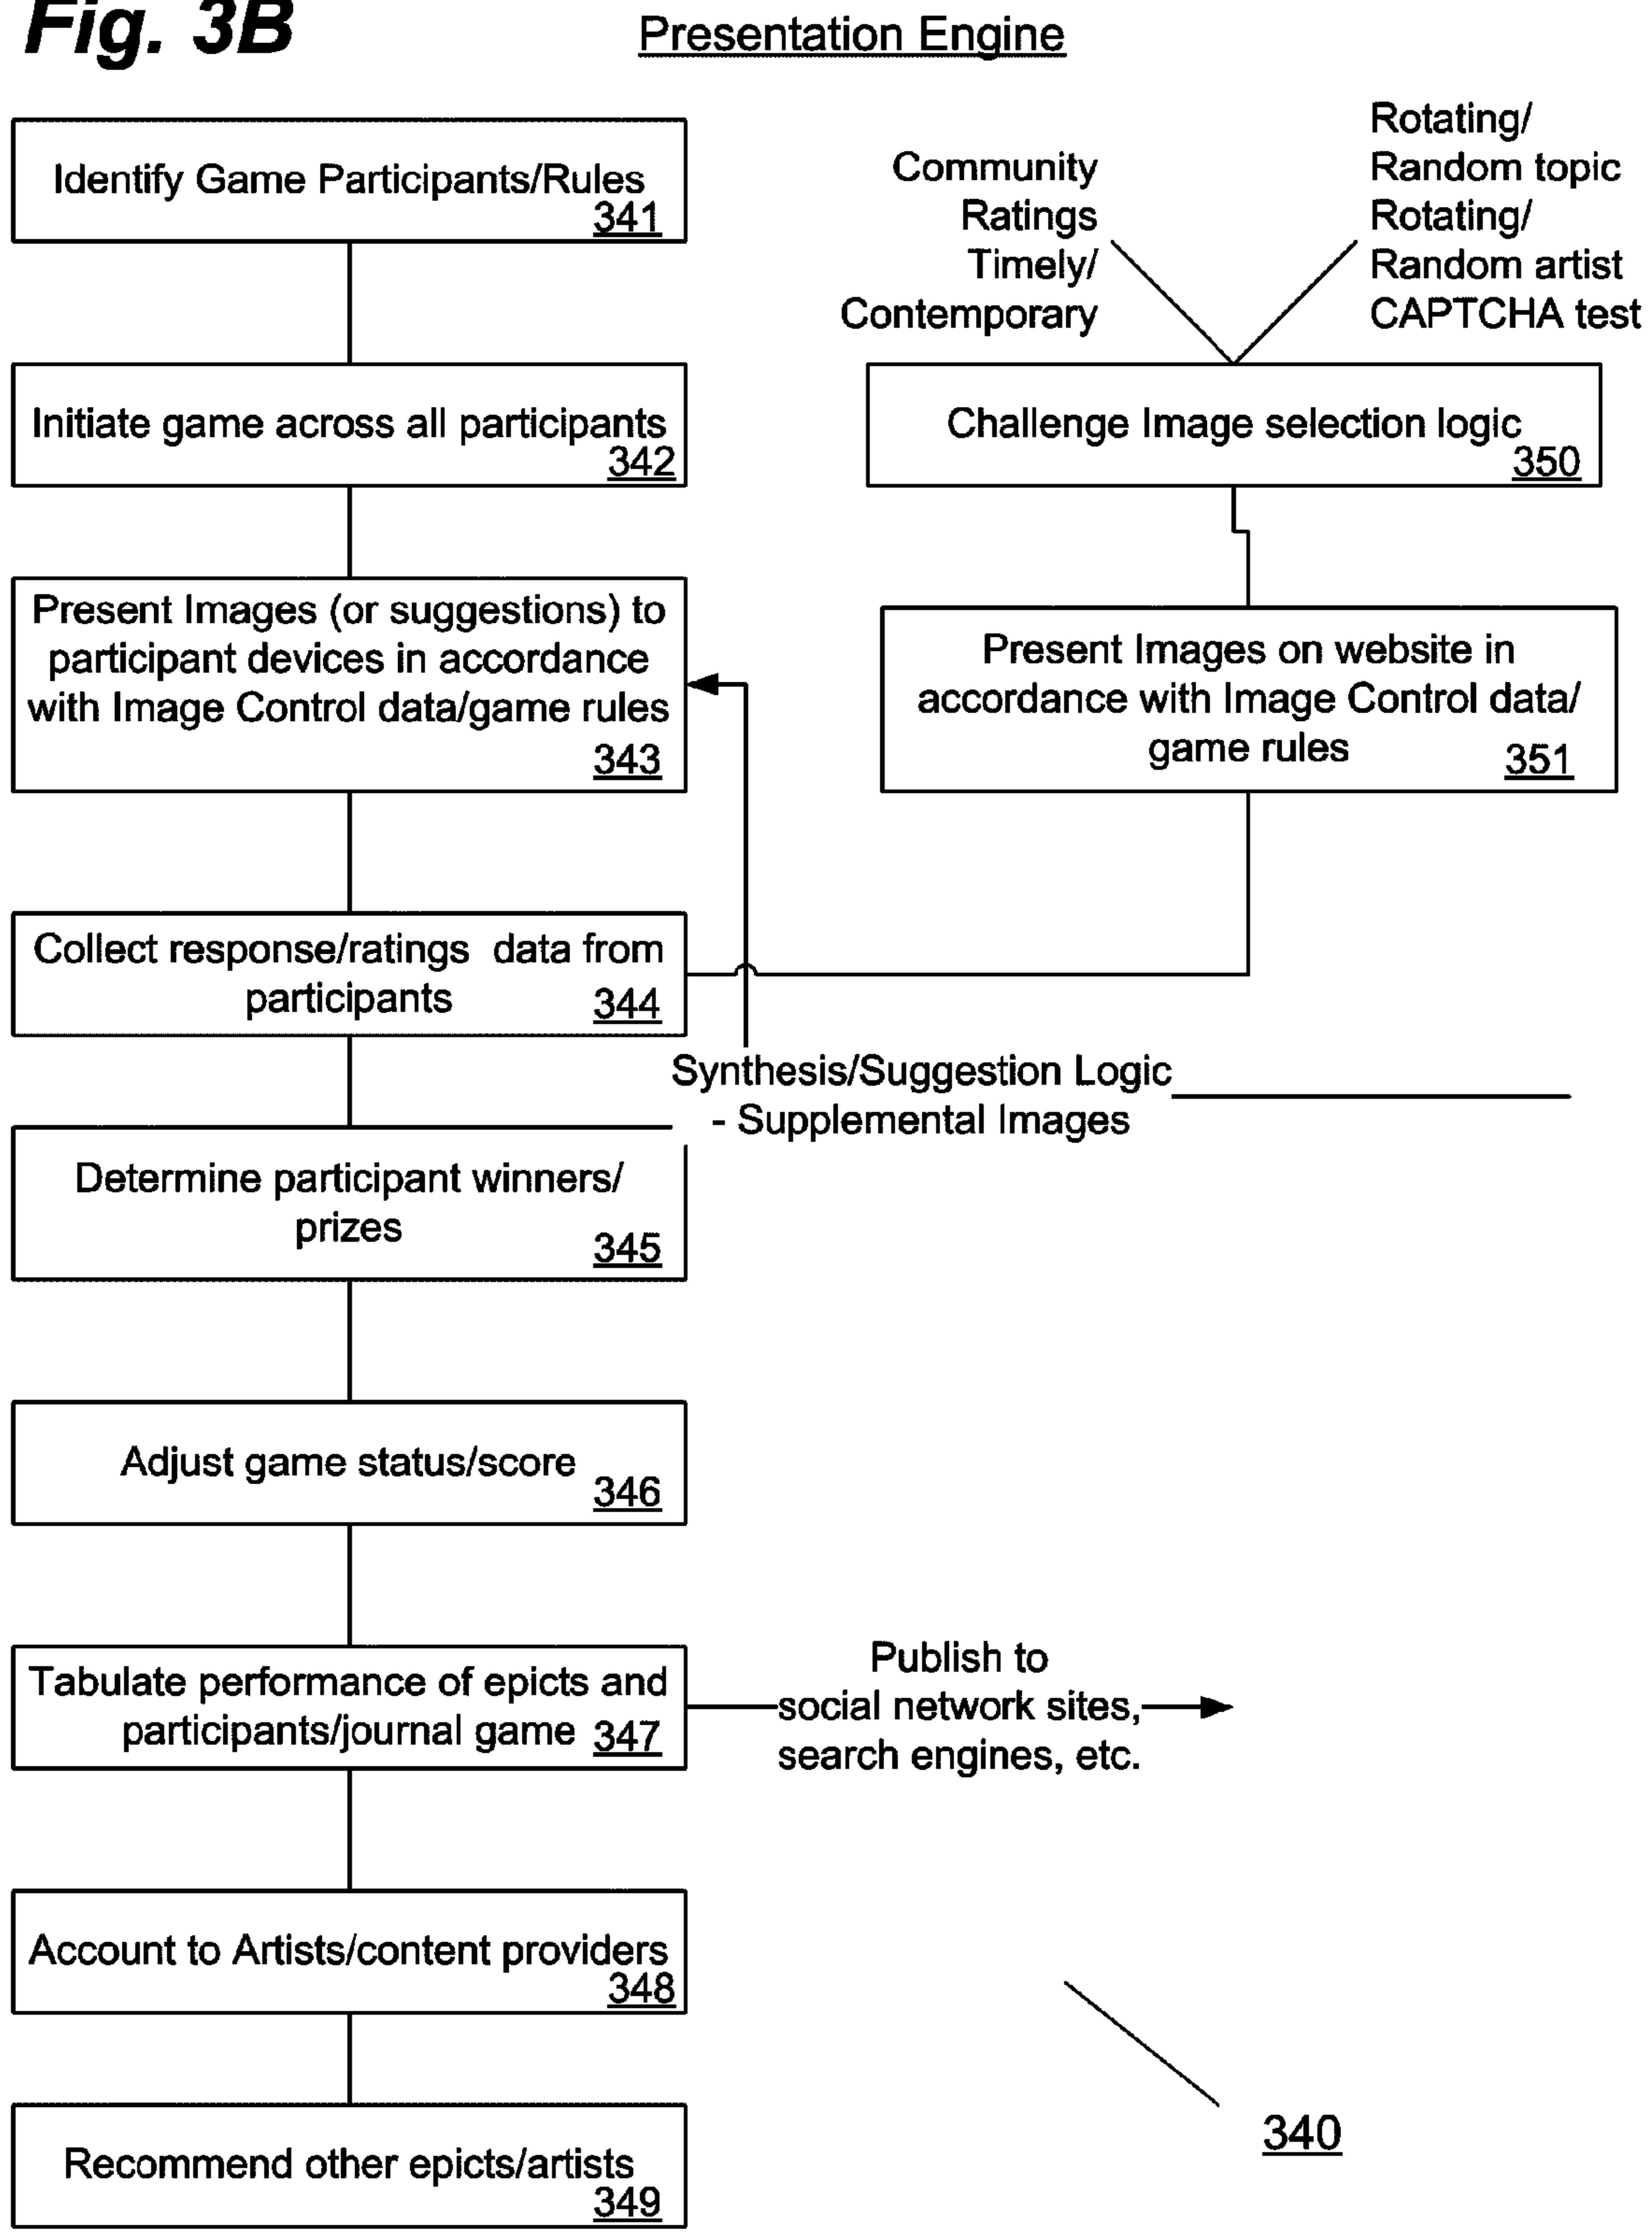 Fig. 3B
Presentation Engine
Identify Game Participants/Rules
341
Community
Ratings
Timely/
Contemporary
Rotating/
Random topic
Rotating/
Random artist
CAPTCHA test
Initiate game across all participants
342
Challenge Image selection logic
350
Present Images (or suggestions) to
participant devices in accordance
with Image Control data/game rules
343
Present Images on website in
accordance with Image Control data/
game rules 351
Collect response/ratings data from
participants 344
Synthesis/Suggestion Logic
- Supplemental Images
Determine participant winners/
prizes
345
Adjust game status/score
346
Tabulate performance of epicts and
participants/journal game 347
Publish to
social network sites,
search engines, etc.
Account to Artists/content providers
348
340
Recommend other epicts/artists
349